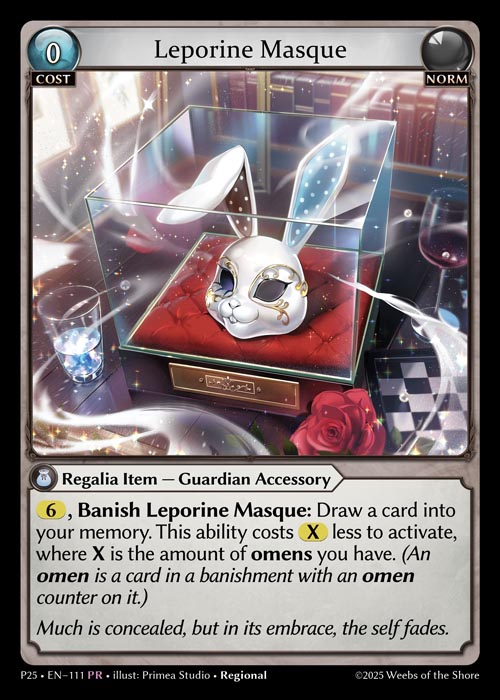 0
COST
Leporine Masque
NORM
Regalia Item — Guardian Accessory
6, Banish Leporine Masque: Draw a card into
your memory. This ability costs X less to activate,
where X is the amount of omens you have. (An
omen is a card in a banishment with an omen
counter on it.)
Much is concealed, but in its embrace, the self fades.
P25 • EN–111 PR • illust: Primea Studio • Regional
©2025 Weebs of the Shore